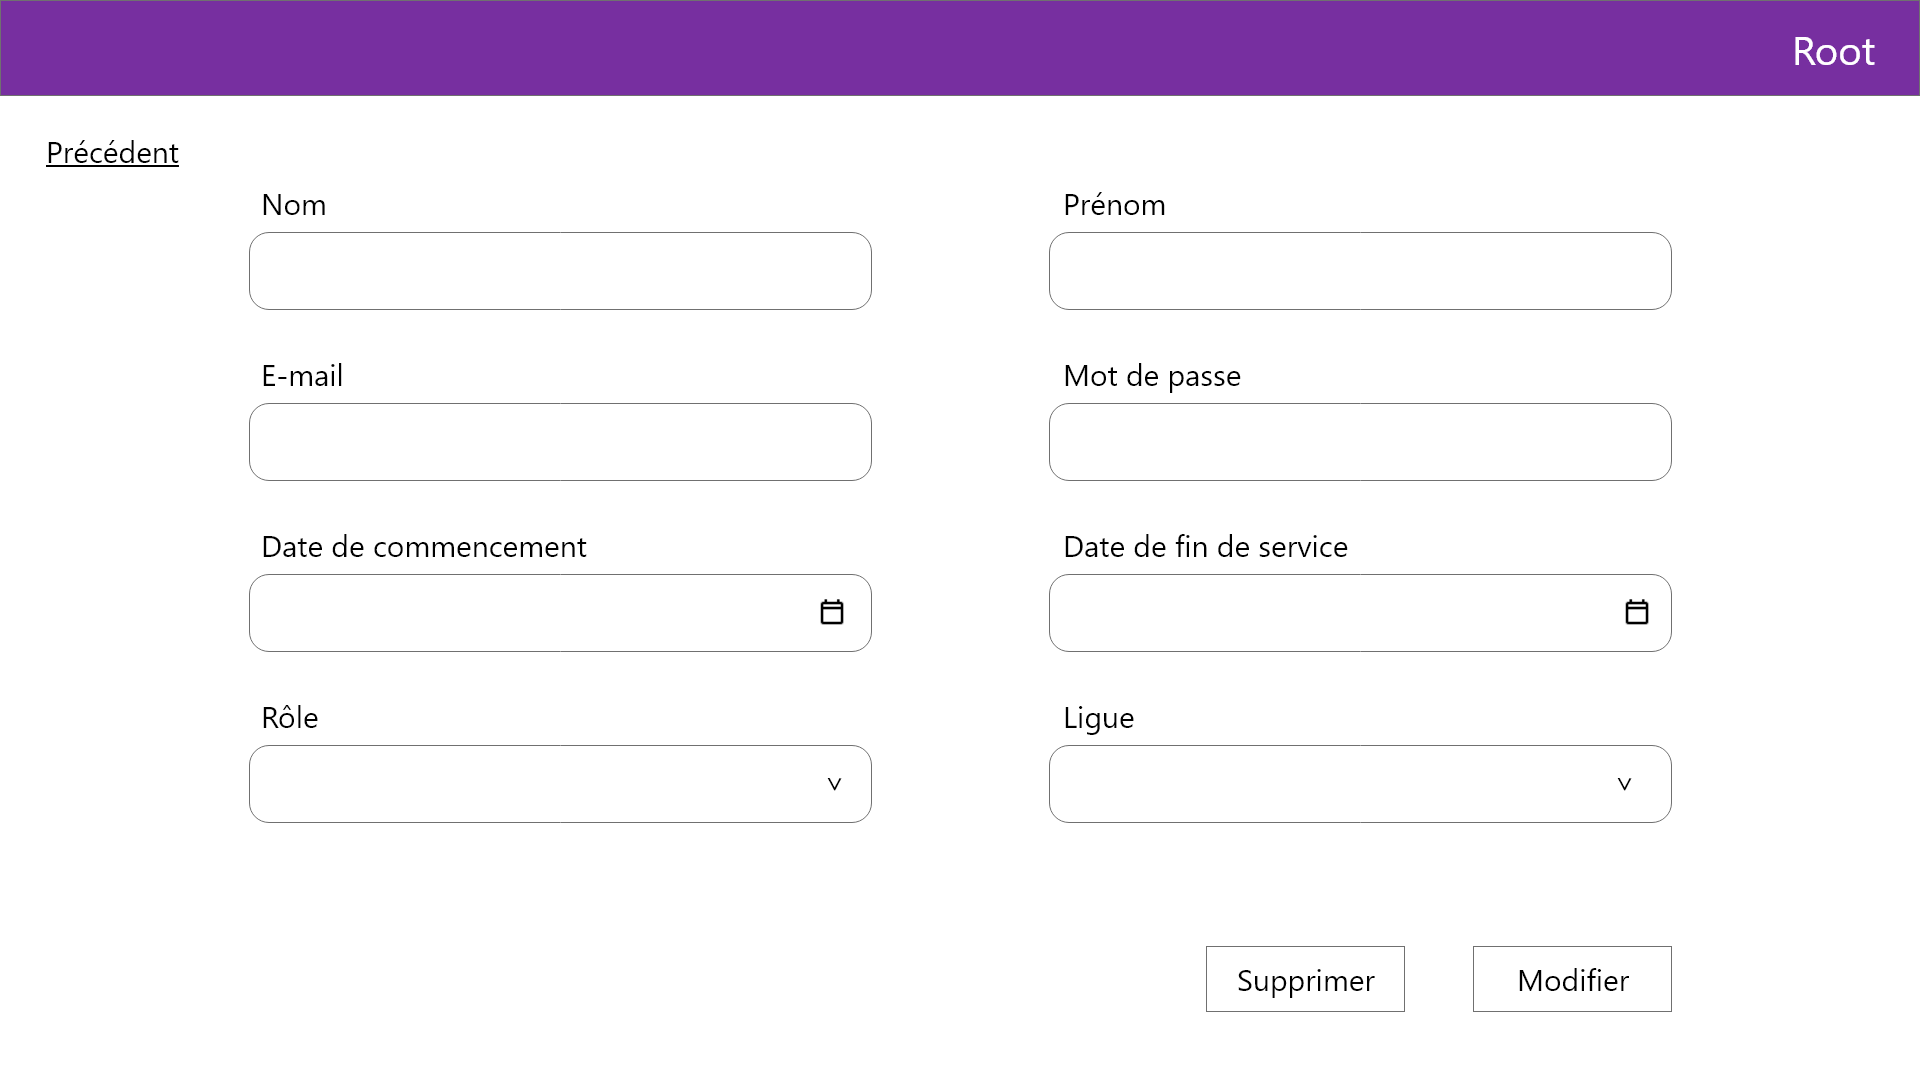 Root
Précédent
Nom
Prénom
E-mail
Mot de passe
Date de commencement
Date de fin de service
Rôle
Ligue
Supprimer
Modifier